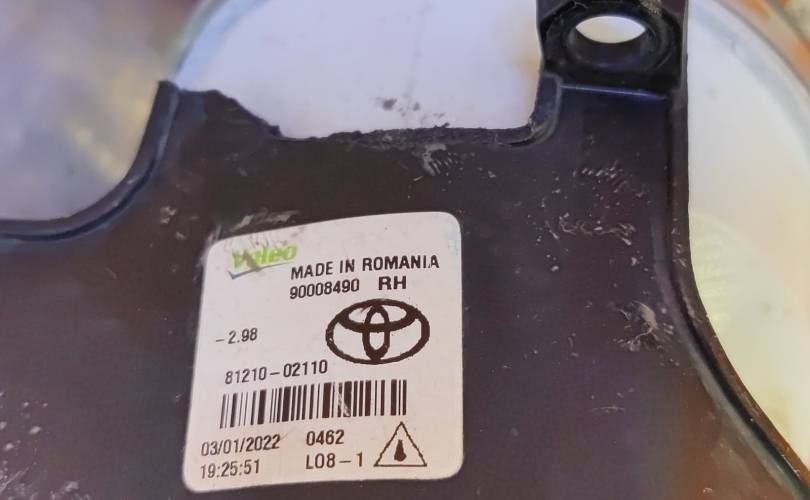 Valeo
MADE IN ROMANIA
90008490 RH
-2.98
81210-02110
03/01/2022 0462
19:25:51 L08-1